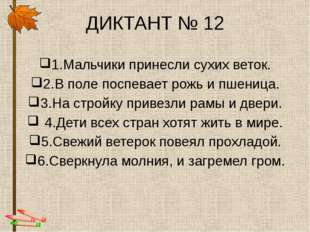 ДИКТАНТ № 12
1.Мальчики принесли сухих веток.
2.В поле поспевает рожь и пшеница.
3.На стройку привезли рамы и двери.
4.Дети всех стран хотят жить в мире.
5.Свежий ветерок повеял прохладой.
6.Сверкнула молния, и загремел гром.